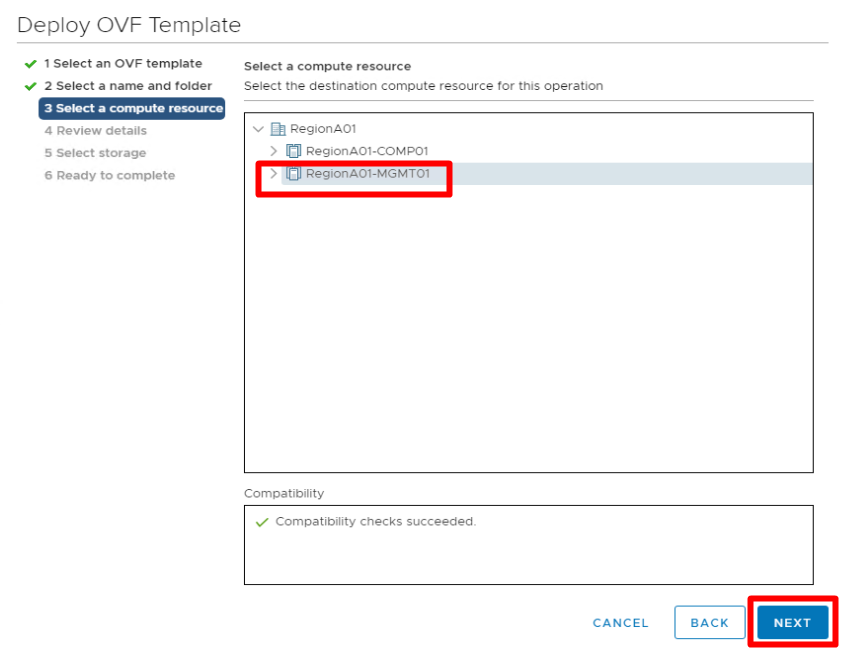 Deploy OVF Template
1 Select an OVF template
2 Select a name and folder
3 Select a compute resource
4 Review details
5 Select storage
6 Ready to complete
Select a compute resource
Select the destination compute resource for this operation
RegionA01
RegionA01-COMP01
RegionA01-MGMT01
Compatibility
Compatibility checks succeeded.
CANCEL
BACK
NEXT